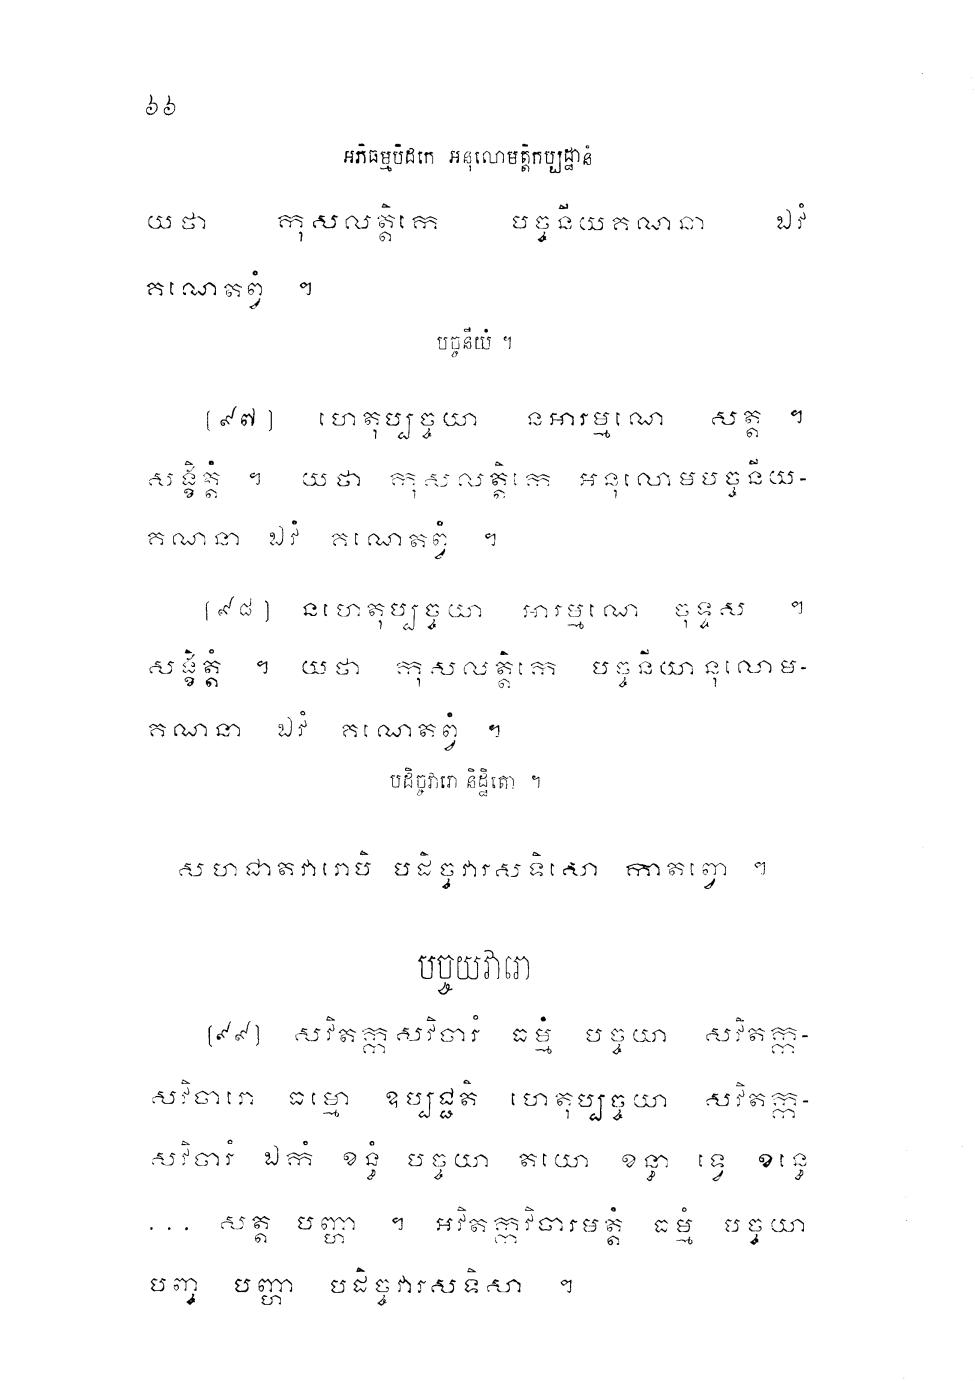 ៦៦
អភិធម្មបិដកេ អនុលោមត្តិកប្បដ្ឋានំ
យថា កុសលត្តិកេ បច្ចនីយគណនា ឯវំ
គណេតព្វំ ។
បច្ចនីយំ ។
[៩៧] ហេតុប្បច្ចយា នអារម្មណេ សត្ត ។
សង្ខិត្តំ ។ យថា កុសលត្តិកេ អនុលោមបច្ចនីយ-
គណនា ឯវំ គណេតព្វំ ។
[៩៨] នហេតុប្បច្ចយា អារម្មណេ ចុទ្ទស ។
សង្ខិត្តំ ។ យថា កុសលត្តិកេ បច្ចនីយានុលោម-
គណនា ឯវំ គណេតព្វំ ។
បដិច្ចវារោ និដ្ឋិតោ ។
សហជាតវារោបិ បដិច្ចវារសទិសោ កាតព្វោ ។
បច្ចយវារោ
[៩៩] សវិតក្កសវិចារំ ធម្មំ បច្ចយា សវិតក្ក-
សវិចារោ ធម្មោ ឧប្បជ្ជតិ ហេតុប្បច្ចយា សវិតក្ក-
សវិចារំ ឯកំ ខន្ធំ បច្ចយា តយោ ខន្ធា ទ្វេ ខន្ធេ
... សត្ត បញ្ហា ។ អវិតក្កវិចារមត្តំ ធម្មំ បច្ចយា
បញ្ច បញ្ហា បដិច្ចវារសទិសា ។